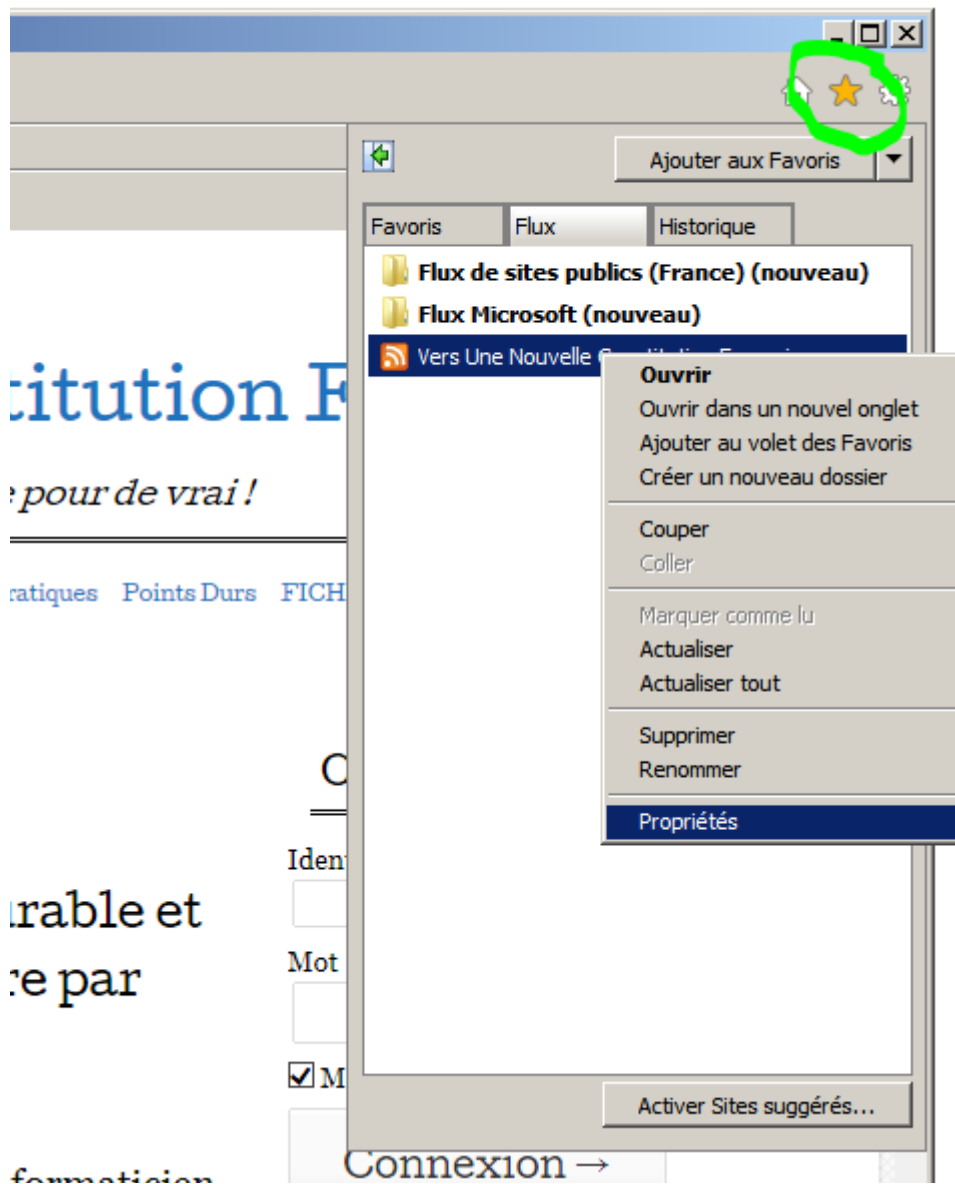 Ajouter aux Favoris
Favoris Flux Historique
Flux de sites publics (France) (nouveau)
Flux Microsoft (nouveau)
Vers Une Nouvelle
Ouvrir
Ouvrir dans un nouvel onglet
Ajouter au volet des Favoris
Créer un nouveau dossier
Couper
Coller
Marquer comme lu
Actualiser
Actualiser tout
Supprimer
Renommer
Propriétés
Activer Sites suggérés...
titution F
pour de vrai !
ratiques Points Durs FICH
C
Iden
urable et
Mot
re par
M
Connexion →
formaticien